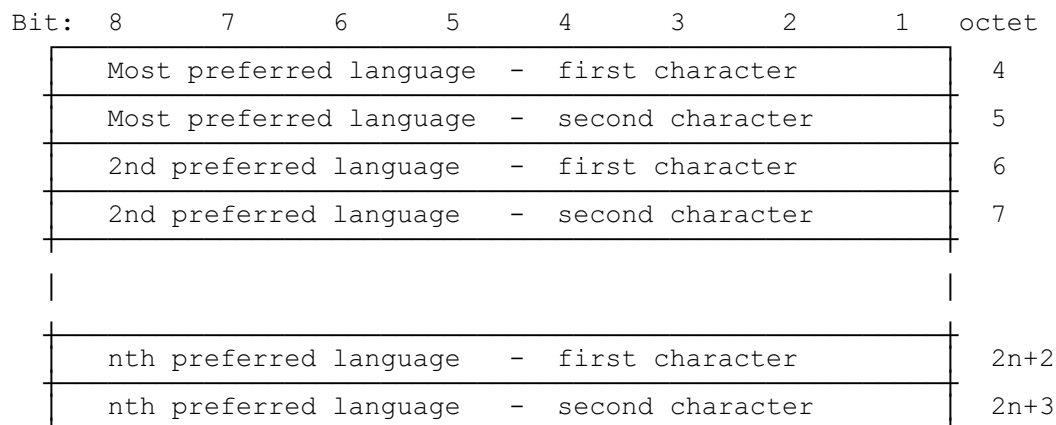 Bit: 8 7 6 5 4 3 2 1 octet
Most preferred language - first character 4
Most preferred language - second character 5
2nd preferred language - first character 6
2nd preferred language - second character 7
nth preferred language - first character 2n+2
nth preferred language - second character 2n+3